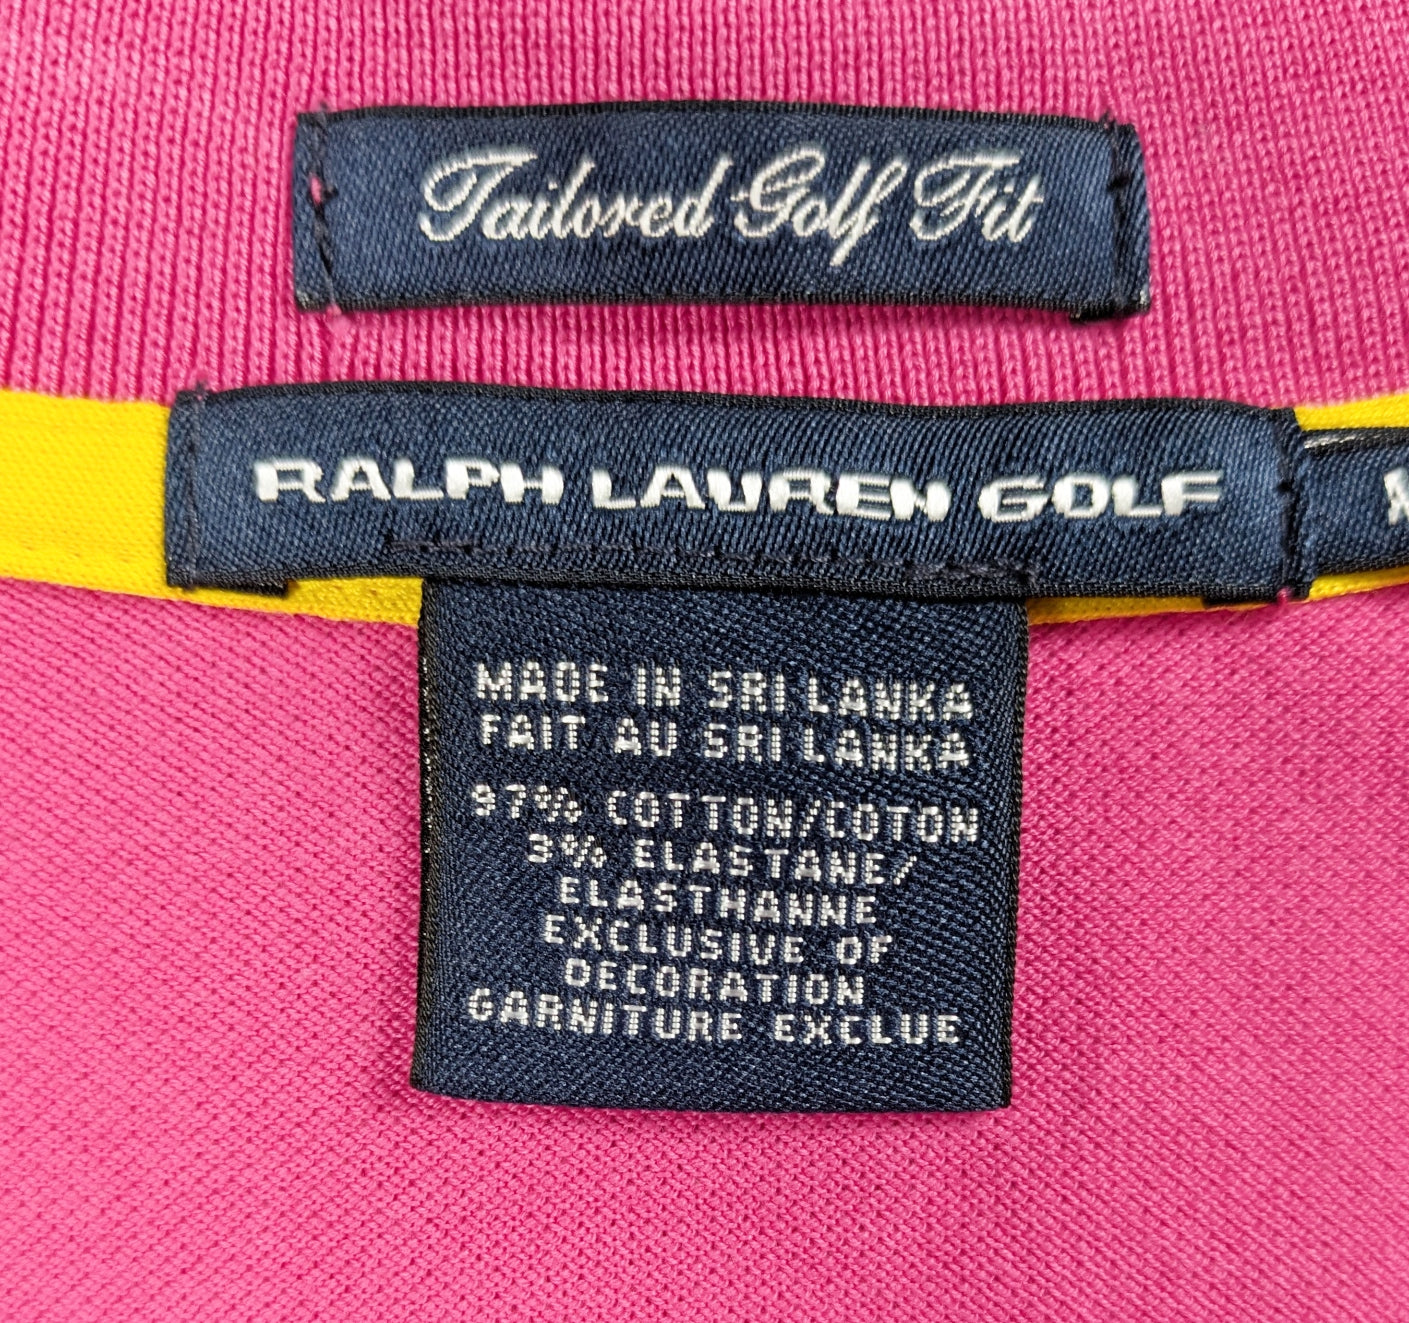 Tailored Golf Fit
RALPH LAUREN GOLF
MADE IN SRI LANKA
FAIT AU SRI LANKA
97% COTTON/COTON
3% ELASTANE/
ELASTHANNE
EXCLUSIVE OF
DECORATION
GARNITURE EXCLUE